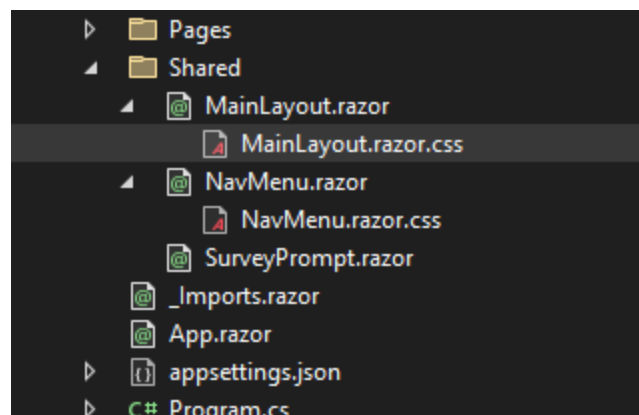 Pages
Shared
MainLayout.razor
MainLayout.razor.css
NavMenu.razor
NavMenu.razor.css
SurveyPrompt.razor
_Imports.razor
App.razor
appsettings.json
C# Program.cs